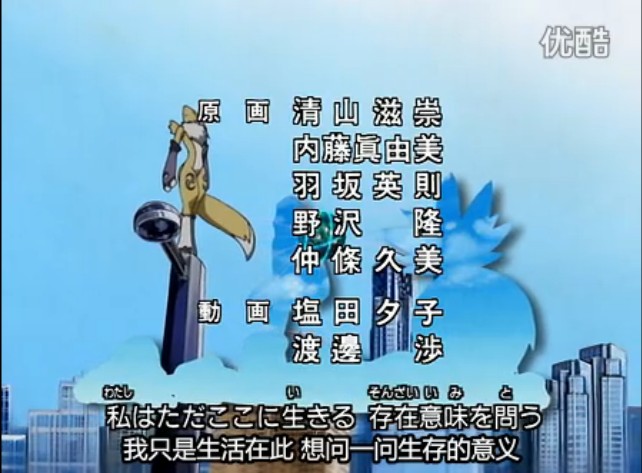 优酷
原画 清山滋崇
内藤眞由美
羽坂英則
野沢 隆
仲條久美
動画 塩田夕子
渡邊 渉
わたし い そんざいいみ と
私はただここに生きる 存在意味を問う
我只是生活在此 想问一问生存的意义